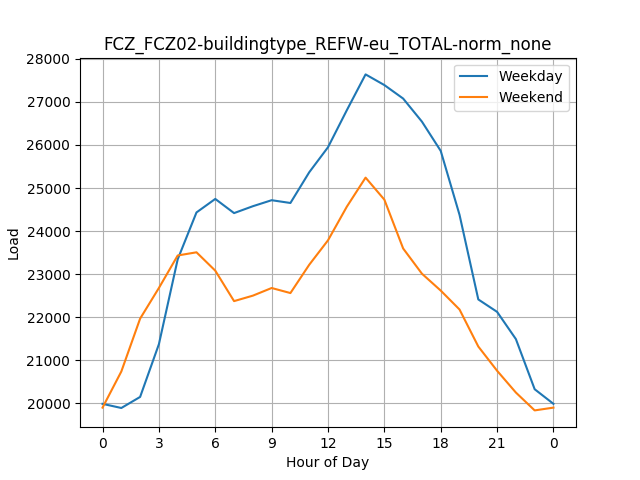 FCZ_FCZ02-buildingtype_REFW-eu_TOTAL-norm_none
28000
27000
26000
25000
24000
23000
22000
21000
20000
Load
Weekday
Weekend
0 3 6 9 12 15 18 21 0
Hour of Day